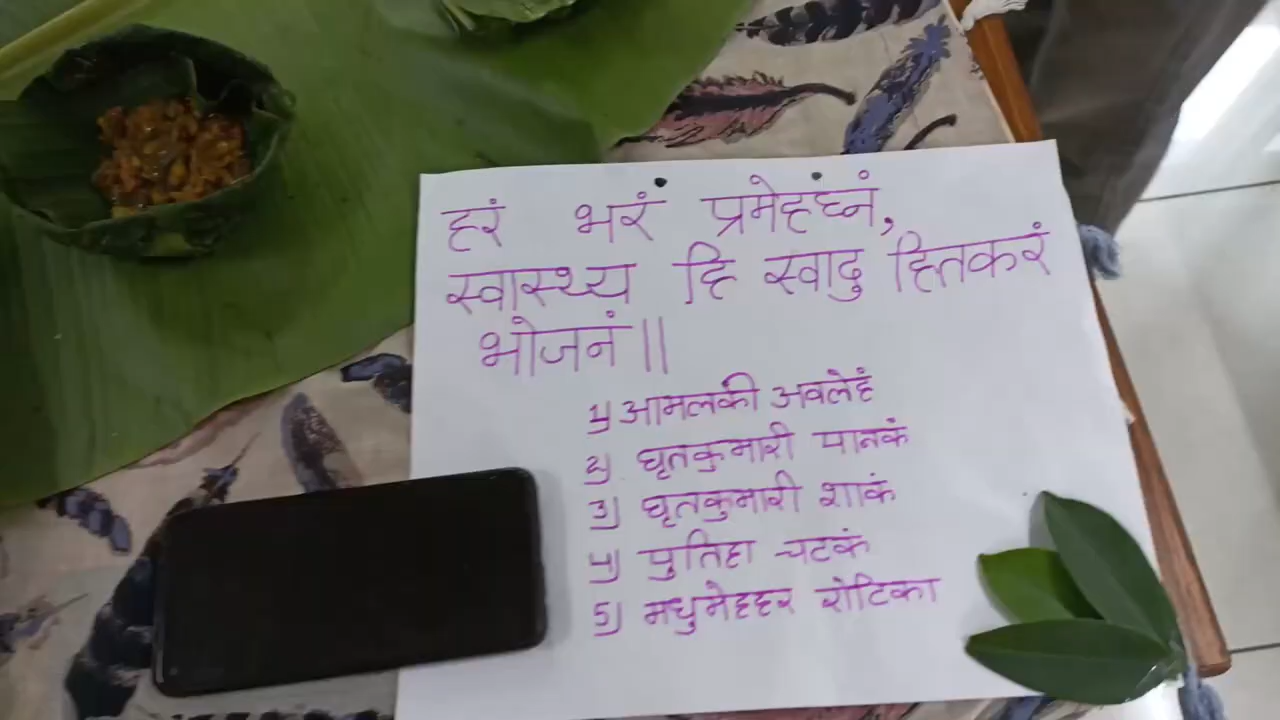 हरं भरं प्रमेहघ्नं,
स्वास्थ्य हि स्वादु हितकरं
भोजनं||
1) आमलकी अवलेहं
2) घृतकुमारी पानकं
3) घृतकुमारी शाकं
4) पुतिहा चटकं
5) मधुमेहहर रोटिका